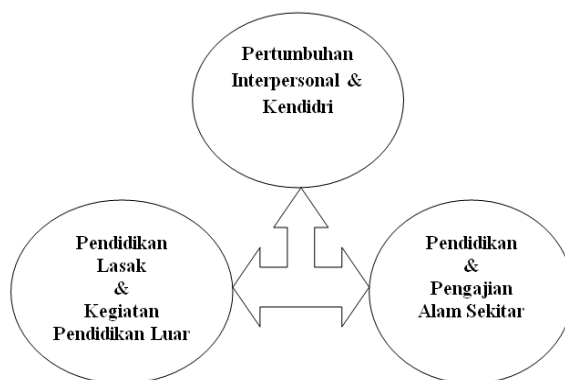 Pertumbuhan
Interpersonal &
Kendidri
Pendidikan
Lasak
&
Kegiatan
Pendidikan Luar
Pendidikan
&
Pengajian
Alam Sekitar